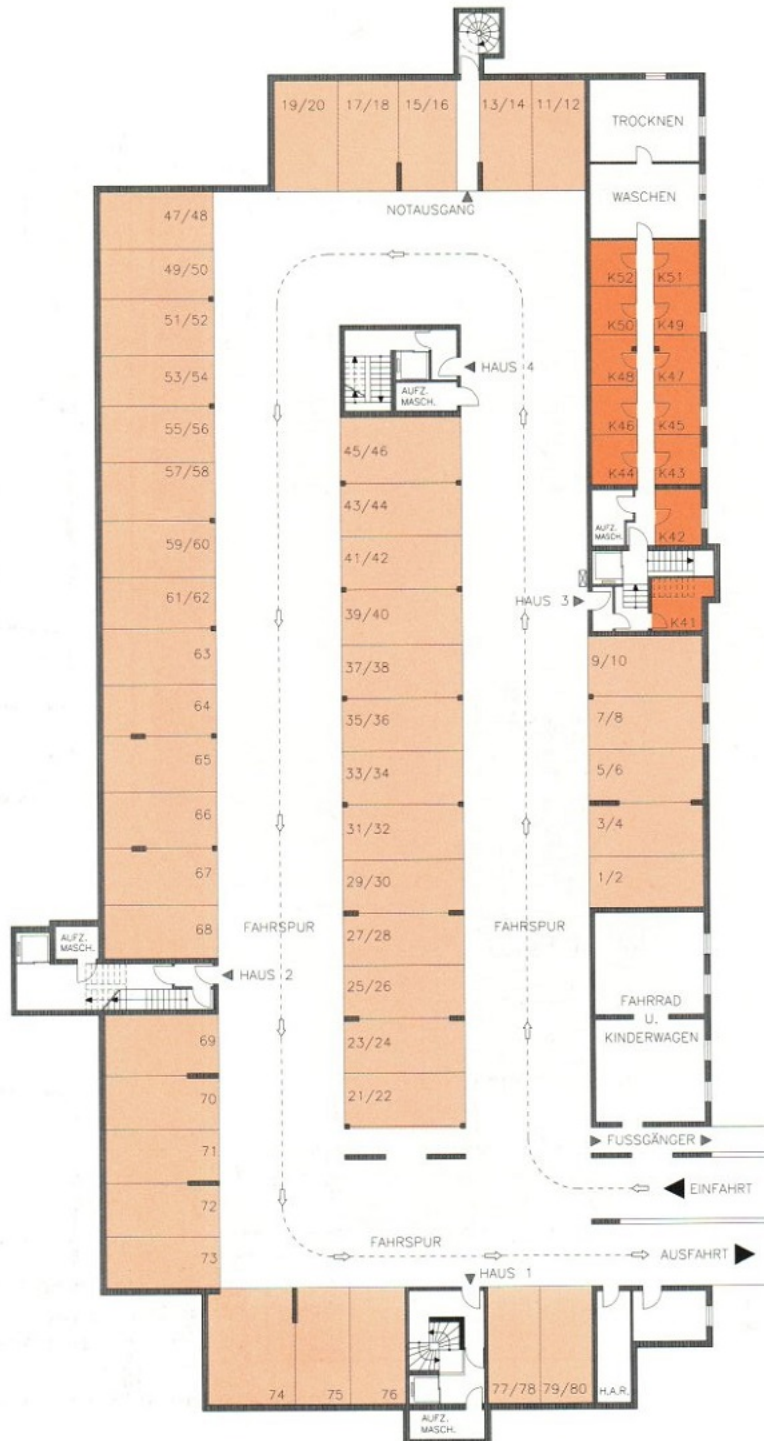 19/20
17/18
15/16
13/14
11/12
TROCKNEN
WASCHEN
NOTAUSGANG
47/48
49/50
51/52
53/54
55/56
57/58
59/60
61/62
63
64
65
66
67
68
AUFZ.
MASCH.
HAUS 2
69
70
71
72
73
FAHRSPUR
HAUS 4
AUFZ.
MASCH.
45/46
43/44
41/42
39/40
37/38
35/36
33/34
31/32
29/30
27/28
25/26
23/24
21/22
FAHRSPUR
K52
K51
K50
K49
K48
K47
K46
K45
K44
K43
AUFZ.
MASCH.
K42
HAUS 3
K41
9/10
7/8
5/6
3/4
1/2
FAHRRAD
U.
KINDERWAGEN
FUSSGÄNGER
EINFAHRT
FAHRSPUR
AUSFAHRT
HAUS 1
74
75
76
77/78
79/80
H.A.R.
AUFZ.
MASCH.